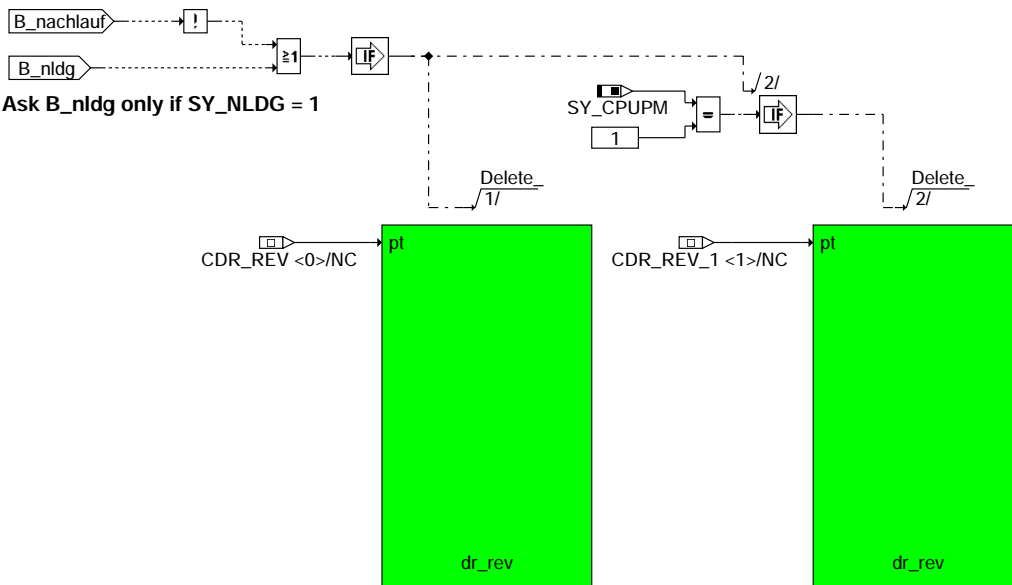 B_nachlauf
!
B_nldg
≥1
IF
Ask B_nldg only if SY_NLDG = 1
2/
SY_CPUPM
=
IF
1
Delete_
1/
Delete_
2/
CDR_REV <0>/NC
pt
CDR_REV_1 <1>/NC
pt
dr_rev
dr_rev